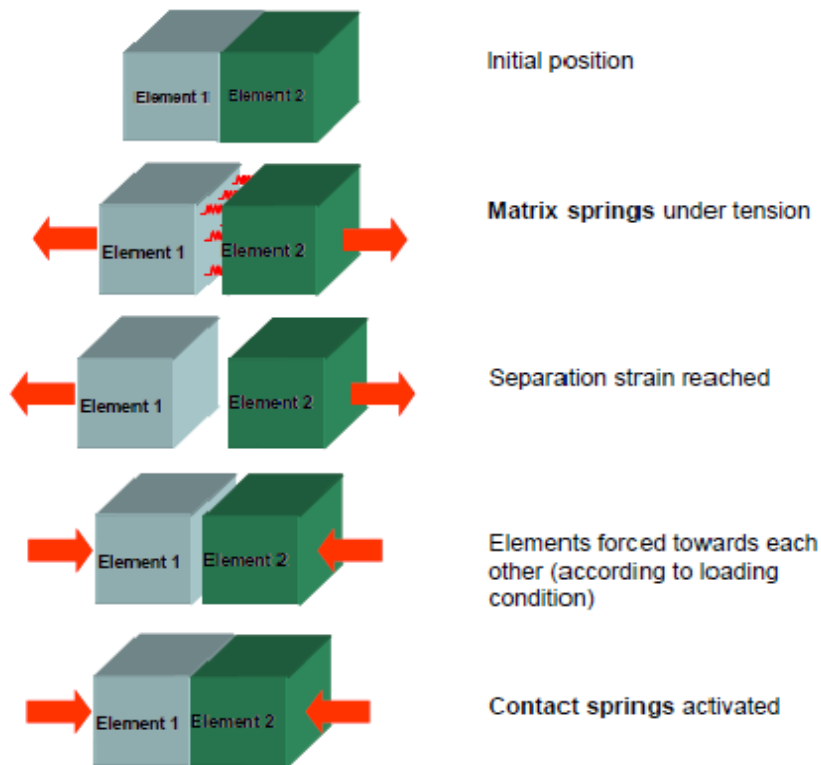 Initial position
Element 1 Element 2
Matrix springs under tension
Element 1 Element 2
Separation strain reached
Element 1 Element 2
Elements forced towards each
other (according to loading
condition)
Element 1 Element 2
Contact springs activated
Element 1 Element 2